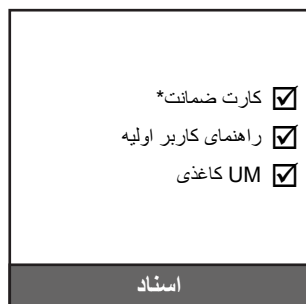 ☑ کارت ضمانت*
☑ راهنمای کاربر اولیه
☑ UM کاغذی
اسناد